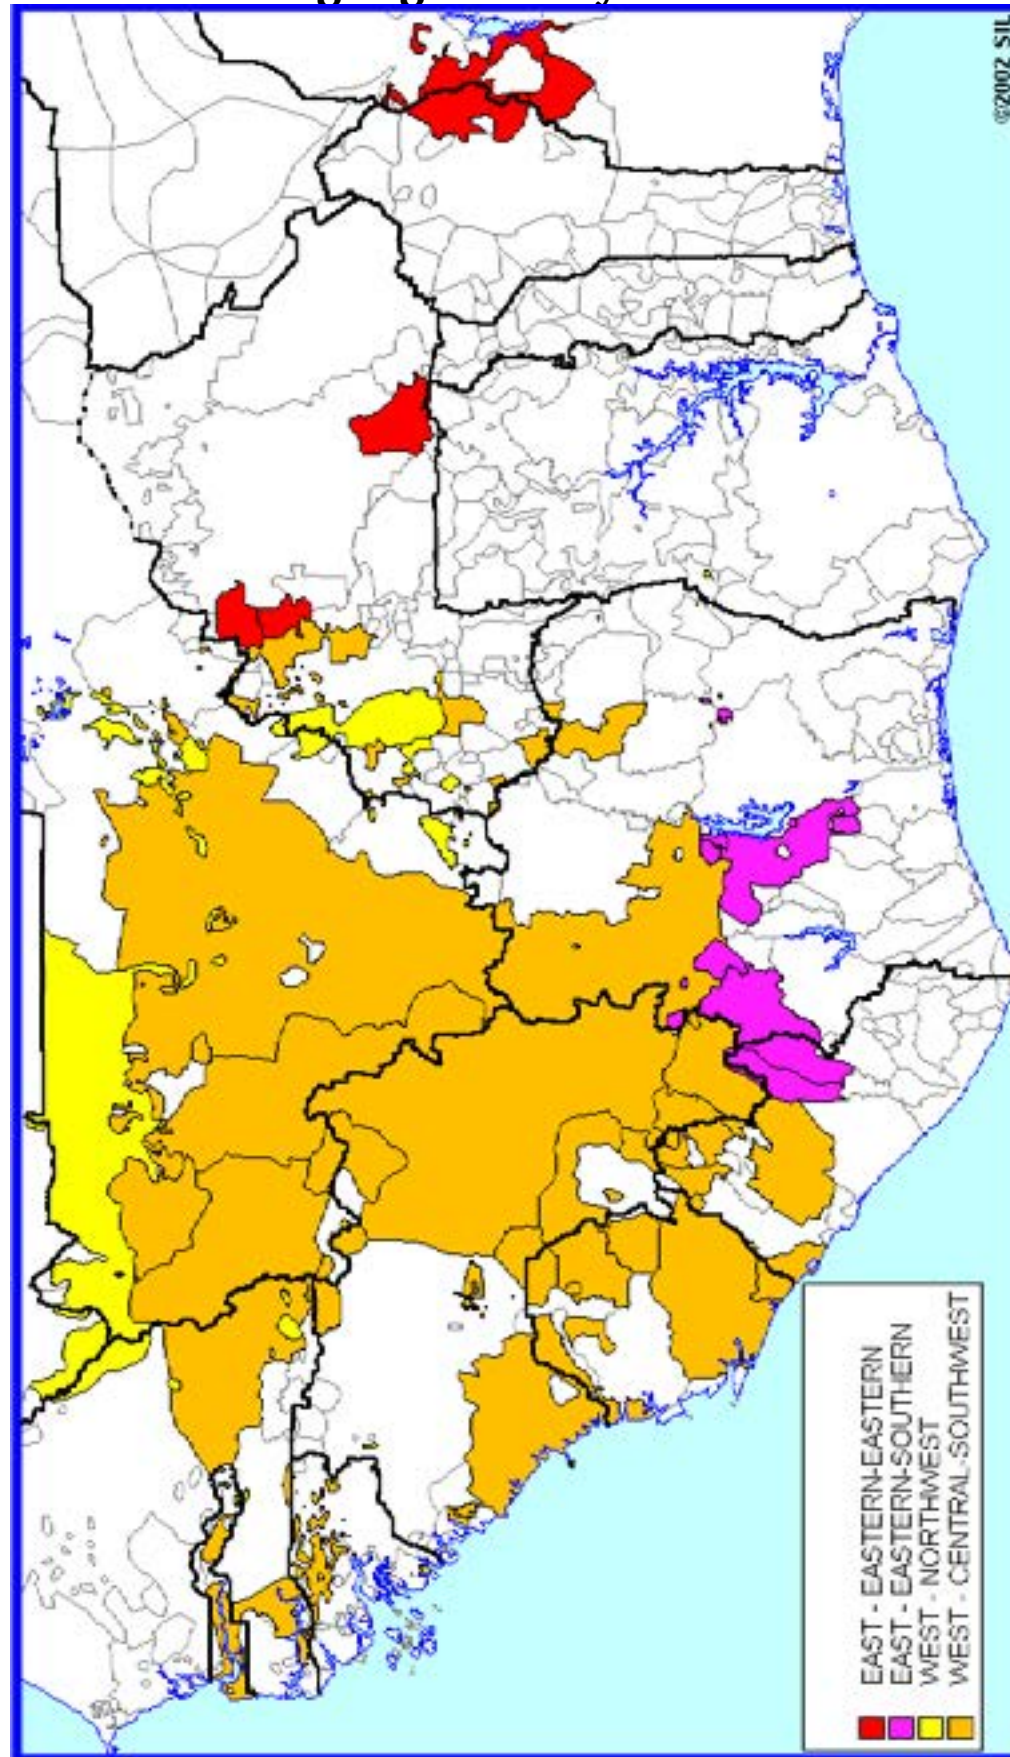 EAST - EASTERN-EASTERN
EAST - EASTERN-SOUTHERN
WEST - NORTHWEST
WEST - CENTRAL-SOUTHWEST
©2002 SIL